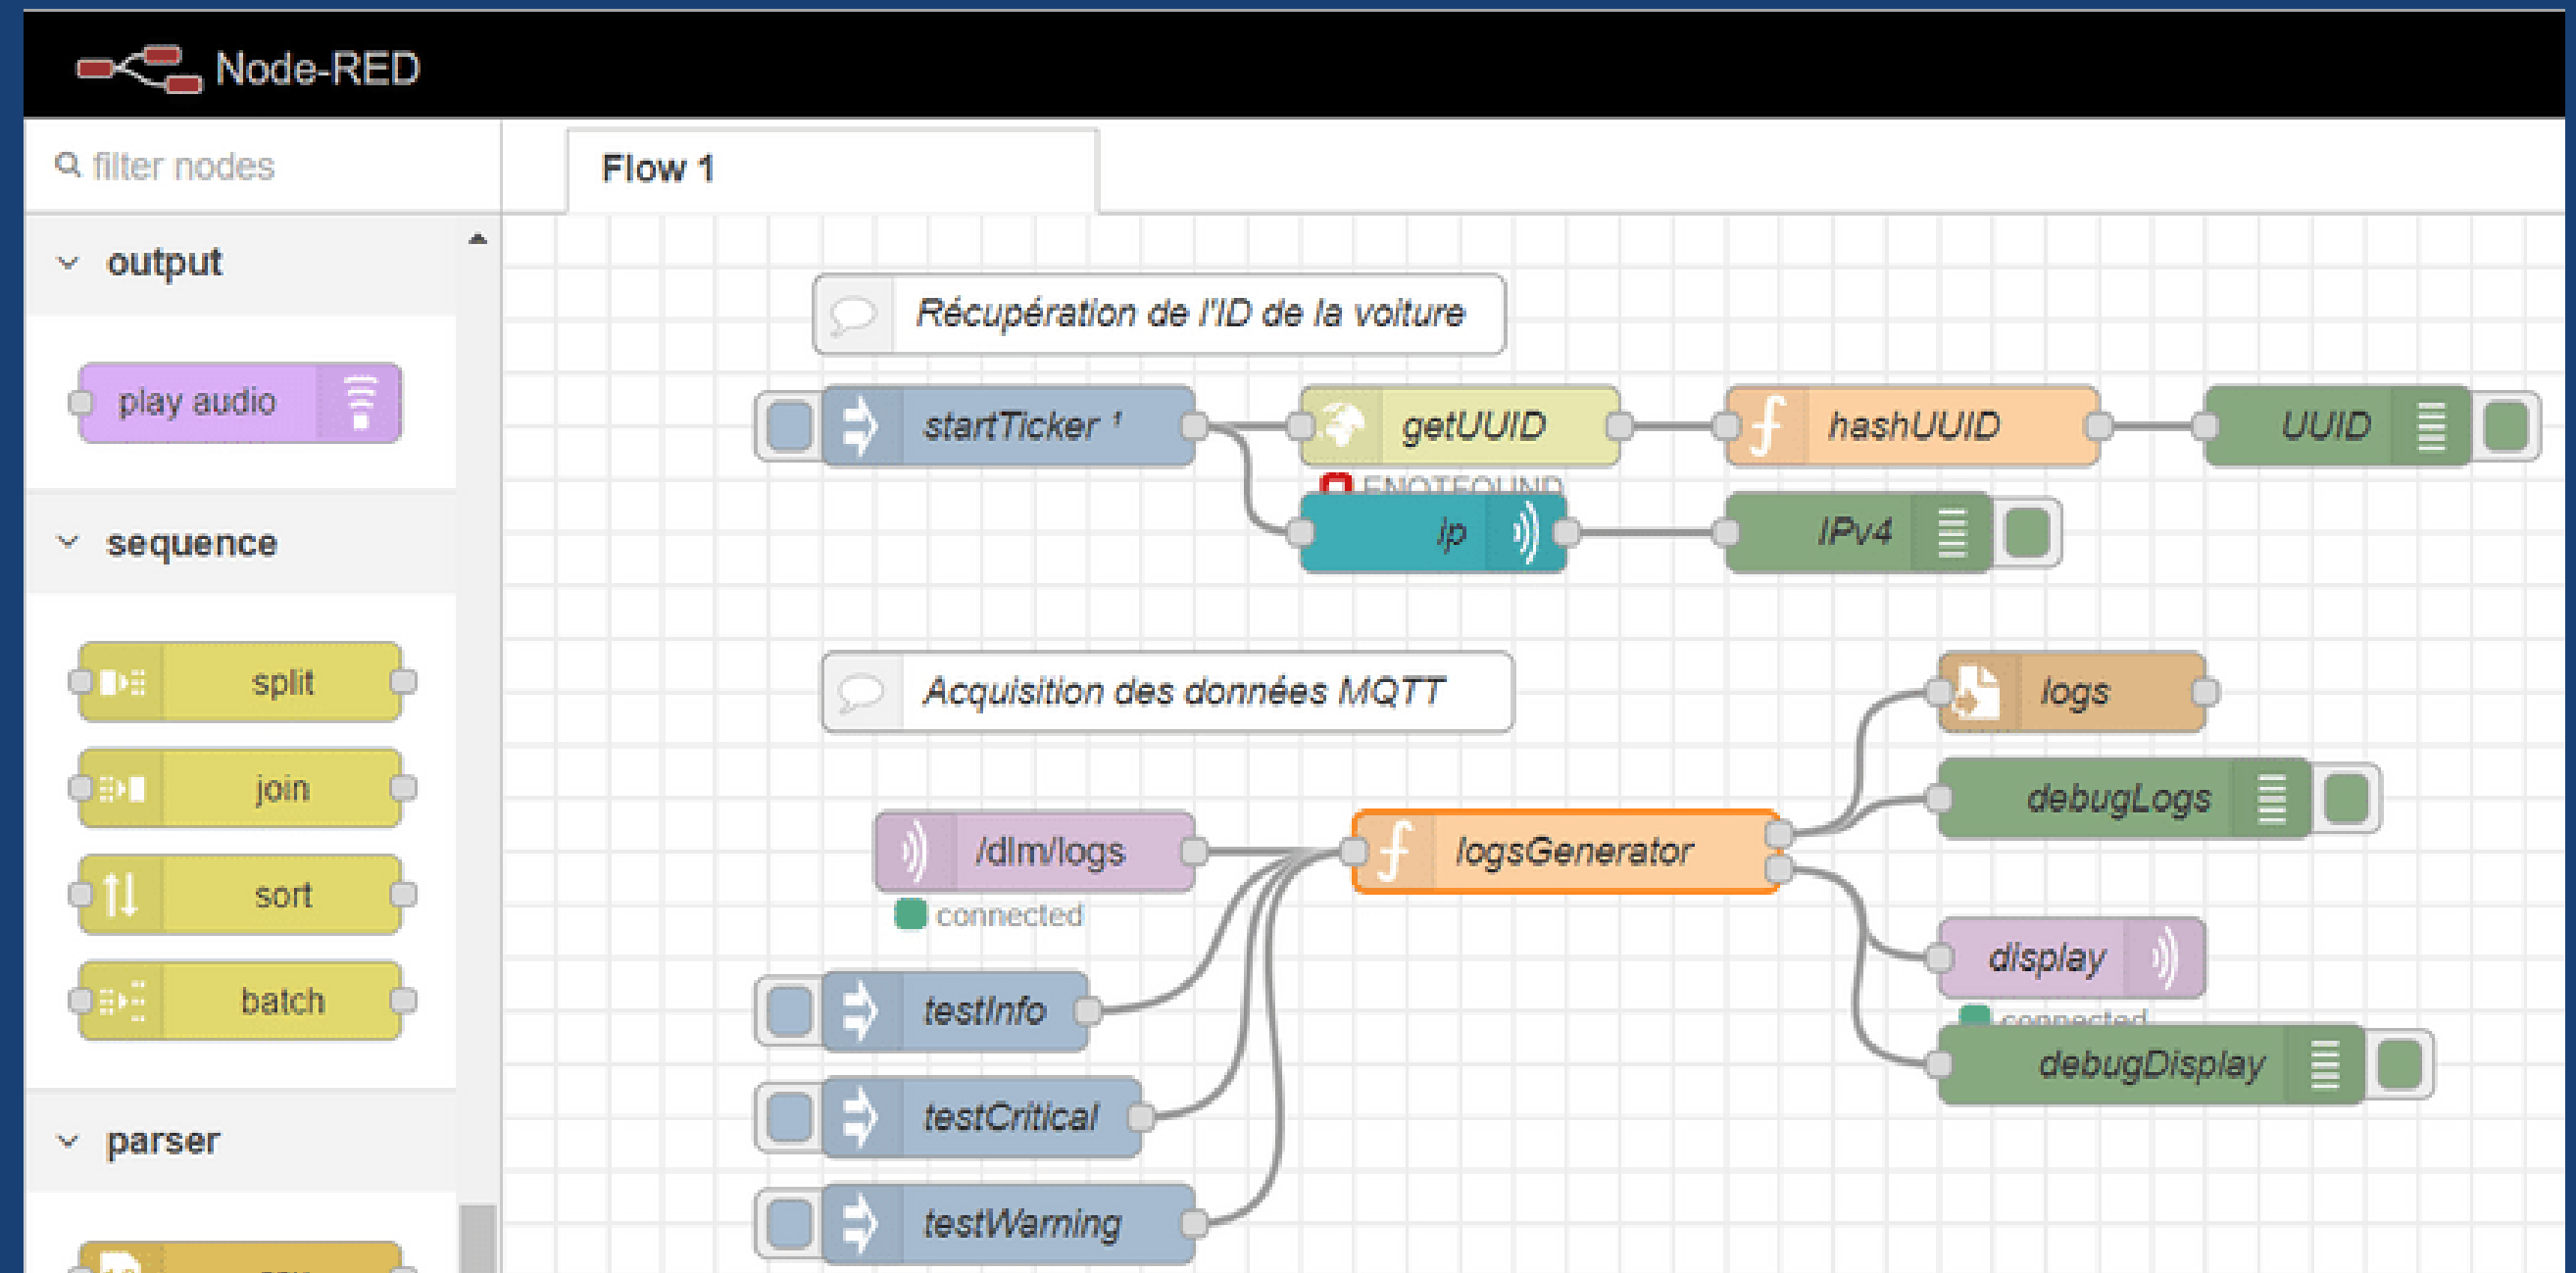 Node-RED
filter nodes
Flow 1
output
play audio
sequence
split
join
sort
batch
parser
Récupération de l'ID de la voiture
startTicker ¹
getUUID
hashUUID
UUID
ENOTFOUND
ip
IPv4
Acquisition des données MQTT
logs
debugLogs
/dlm/logs
logsGenerator
connected
display
testInfo
connected
debugDisplay
testCritical
testWarning